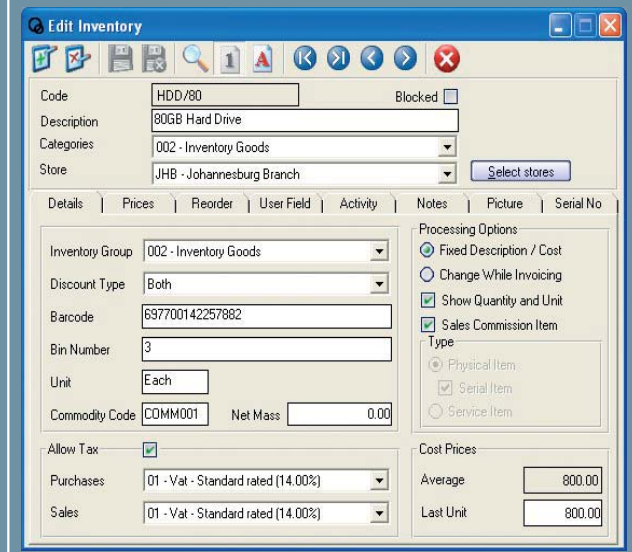 Edit Inventory
1 A
Code HDD/80 Blocked
Description 80GB Hard Drive
Categories 002 - Inventory Goods
Store JHB - Johannesburg Branch Select stores
Details Prices Reorder User Field Activity Notes Picture Serial No
Inventory Group 002 - Inventory Goods
Discount Type Both
Barcode 697700142257882
Bin Number 3
Unit Each
Commodity Code COMM001 Net Mass 0.00
Processing Options
Fixed Description / Cost
Change While Invoicing
Show Quantity and Unit
Sales Commission Item
Type
Physical Item
Serial Item
Service Item
Allow Tax
Purchases 01 - Vat - Standard rated (14.00%)
Sales 01 - Vat - Standard rated (14.00%)
Cost Prices
Average 800.00
Last Unit 800.00